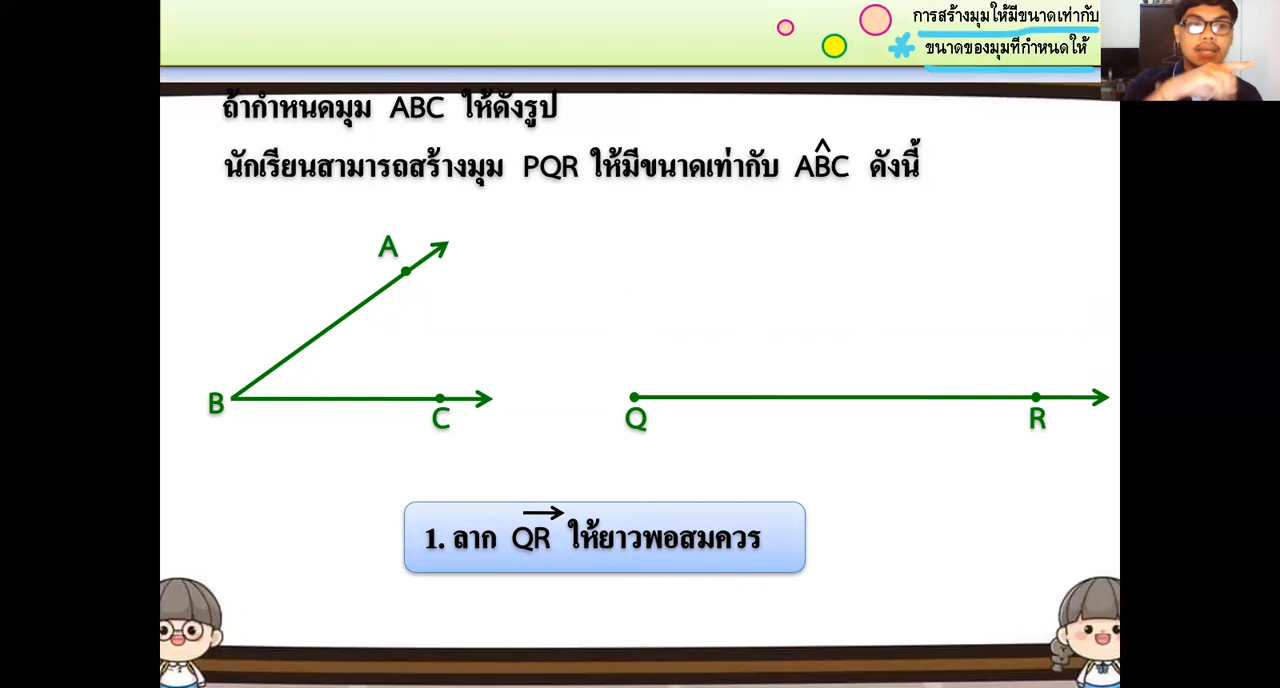 การสร้างมุมให้มีขนาดเท่ากับ
ขนาดของมุมที่กำหนดให้
ถ้ากำหนดมุม ABC ให้ดังรูป
นักเรียนสามารถสร้างมุม PQR ให้มีขนาดเท่ากับ AB̂C ดังนี้
A
B
C
Q
R
1. ลาก QR ให้ยาวพอสมควร